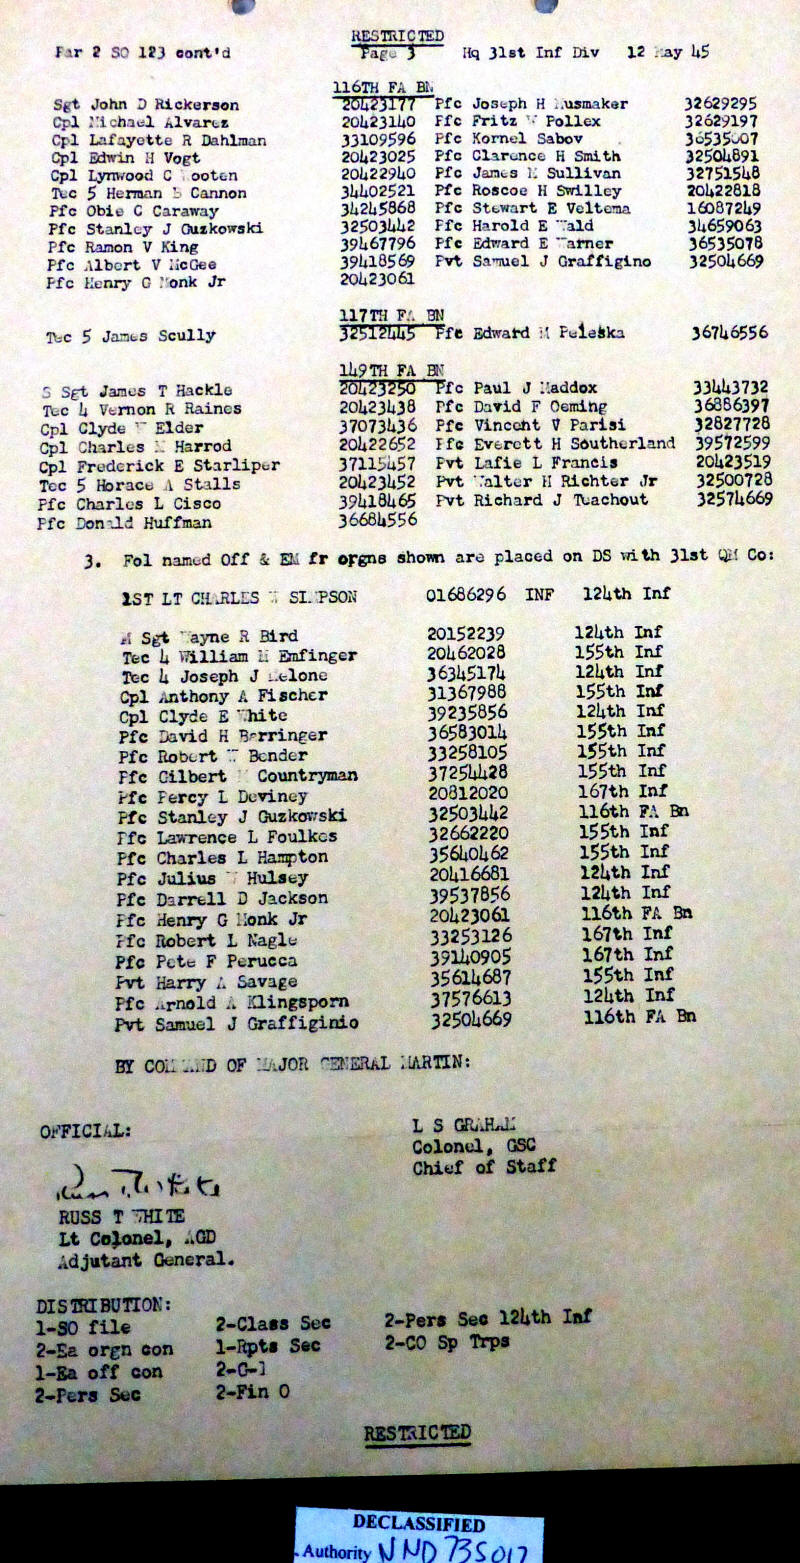 RESTRICTED
Par 2 SO 123 cont'd Page 3 Hq 31st Inf Div 12 May 45
116TH FA BN
Sgt John D Rickerson 20423177 Pfc Joseph H Husmaker 32629295
Cpl Michael Alvarez 20423140 Pfc Fritz W Pollex 32629197
Cpl Lafayette R Dahlman 33109596 Pfc Kornel Sabov
Cpl Edwin H Vogt 20423025 Pfc Clarence H Smith 32504891
Cpl Lynwood C Wooten 20422940 Pfc James M Sullivan 32751548
Tec 5 Herman L Cannon 34402521 Pfc Roscoe H Swilley 20422818
Pfc Obie C Caraway 34245868 Pfc Stewart E Veltema 16087249
Pfc Stanley J Guzkowski 32503442 Pfc Harold E Wald 34659063
Pfc Ramon V King 39467796 Pfc Edward E Warner 36535078
Pfc Albert V McGee 39418569 Pvt Samuel J Graffigino 32504669
Pfc Henry G Monk Jr 20423061
117TH FA BN
Tec 5 James Scully 32512445 Pfc Edward M Peleska 36746556
149TH FA BN
S Sgt James T Hackle 20423250 Pfc Paul J Maddox 33443732
Tec 4 Vernon R Raines 20423438 Pfc David F Oeming 36886397
Cpl Clyde W Elder 37073436 Pfc Vincent V Parisi 32827728
Cpl Charles M Harrod 20422652 Pfc Everett H Southerland 39572599
Cpl Frederick E Starliper 37115457 Pvt Lafie L Francis 20423519
Tec 5 Horace A Stalls 20423452 Pvt Walter H Richter Jr 32500728
Pfc Charles L Cisco 39418465 Pvt Richard J Teachout 32574669
Pfc Donald Huffman 36684556
3. Fol named Off & EM fr orgns shown are placed on DS with 31st QM Co:
1ST LT CHARLES W SIMPSON 01686296 INF 124th Inf
M Sgt Wayne R Bird 20152239 124th Inf
Tec 4 William M Emfinger 20462028 155th Inf
Tec 4 Joseph J 36345174 124th Inf
Cpl Anthony A Fischer 31367988 155th Inf
Cpl Clyde E White 39235856 124th Inf
Pfc David H Barringer 36583014 155th Inf
Pfc Robert W Bender 33258105 155th Inf
Pfc Gilbert Countryman 37254428 155th Inf
Pfc Percy L Deviney 20812020 167th Inf
Pfc Stanley J Guzkowski 32503442 116th FA Bn
Pfc Lawrence L Foulkes 32662220 155th Inf
Pfc Charles L Hampton 35640462 155th Inf
Pfc Julius W Hulsey 20416681 124th Inf
Pfc Darrell D Jackson 39537856 124th Inf
Pfc Henry G Monk Jr 20423061 116th FA Bn
Pfc Robert L Nagle 33253126 167th Inf
Pfc Pete F Perucca 39140905 167th Inf
Pvt Harry A Savage 35614687 155th Inf
Pfc Arnold A Klingsporn 37576613 124th Inf
Pvt Samuel J Graffiginio 32504669 116th FA Bn
BY COMMAND OF MAJOR GENERAL MARTIN:
OFFICIAL:
L S GRAHAM
Colonel, GSC
Chief of Staff
RUSS T WHITE
Lt Colonel, AGD
Adjutant General.
DISTRIBUTION:
1-SO file 2-Class Sec 2-Pers Sec 124th Inf
2-Ea orgn con 1-Rpts Sec 2-CO Sp Trps
1-Ea off con 2-G-1
2-Pers Sec 2-Fin O
RESTRICTED
DECLASSIFIED
Authority NND 735017